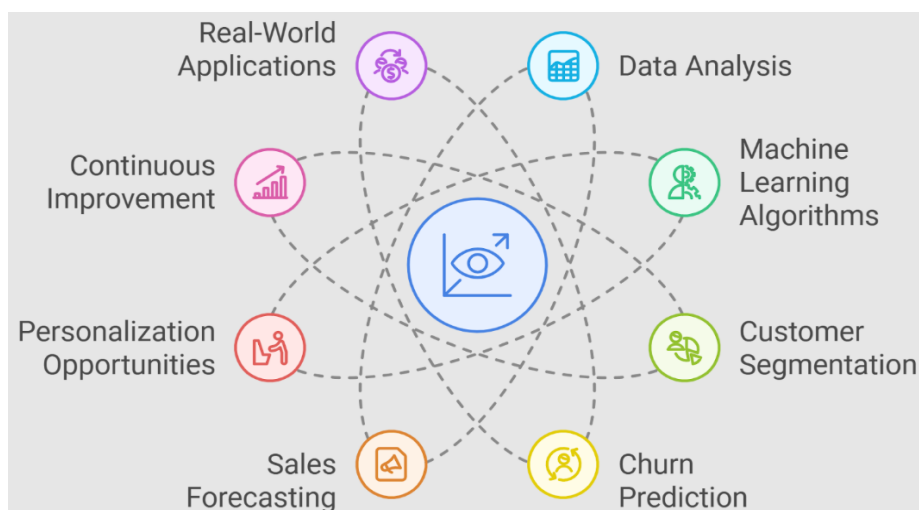 Real-World
Applications
Data Analysis
Continuous
Improvement
Machine
Learning
Algorithms
Personalization
Opportunities
Customer
Segmentation
Sales
Forecasting
Churn
Prediction